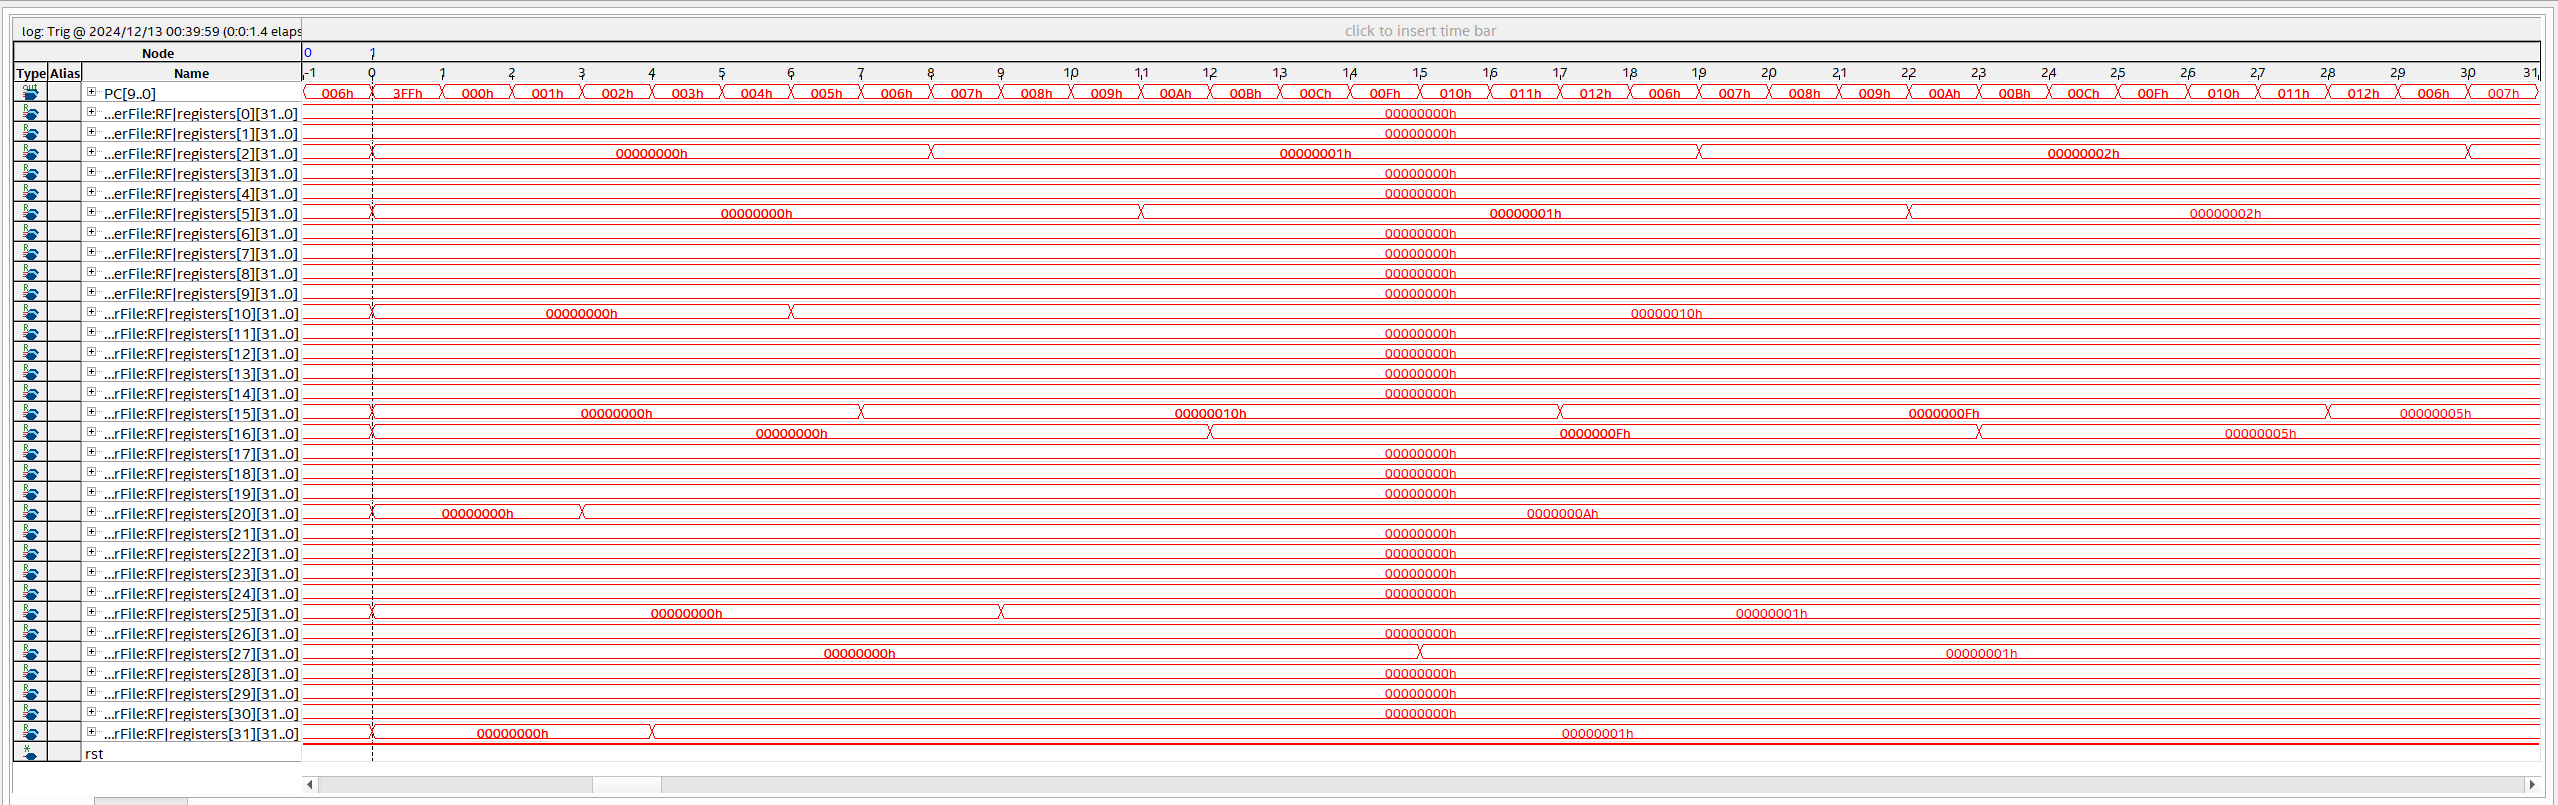 log: Trig @ 2024/12/13 00:39:59 (0:0:1.4 elaps
click to insert time bar
Node 0 1
Type Alias Name -1 0 1 2 3 4 5 6 7 8 9 10 11 12 13 14 15 16 17 18 19 20 21 22 23 24 25 26 27 28 29 30 31
out PC[9..0] 006h 3FFh 000h 001h 002h 003h 004h 005h 006h 007h 008h 009h 00Ah 00Bh 00Ch 00Fh 010h 011h 012h 006h 007h 008h 009h 00Ah 00Bh 00Ch 00Fh 010h 011h 012h 006h 007h
R ...erFile:RF|registers[0][31..0] 00000000h
R ...erFile:RF|registers[1][31..0] 00000000h
R ...erFile:RF|registers[2][31..0] 00000000h 00000001h 00000002h
R ...erFile:RF|registers[3][31..0] 00000000h
R ...erFile:RF|registers[4][31..0] 00000000h
R ...erFile:RF|registers[5][31..0] 00000000h 00000001h 00000002h
R ...erFile:RF|registers[6][31..0] 00000000h
R ...erFile:RF|registers[7][31..0] 00000000h
R ...erFile:RF|registers[8][31..0] 00000000h
R ...erFile:RF|registers[9][31..0] 00000000h
R ...rFile:RF|registers[10][31..0] 00000000h 00000010h
R ...rFile:RF|registers[11][31..0] 00000000h
R ...rFile:RF|registers[12][31..0] 00000000h
R ...rFile:RF|registers[13][31..0] 00000000h
R ...rFile:RF|registers[14][31..0] 00000000h
R ...rFile:RF|registers[15][31..0] 00000000h 00000010h 0000000Fh 00000005h
R ...rFile:RF|registers[16][31..0] 00000000h 0000000Fh 00000005h
R ...rFile:RF|registers[17][31..0] 00000000h
R ...rFile:RF|registers[18][31..0] 00000000h
R ...rFile:RF|registers[19][31..0] 00000000h
R ...rFile:RF|registers[20][31..0] 00000000h 0000000Ah
R ...rFile:RF|registers[21][31..0] 00000000h
R ...rFile:RF|registers[22][31..0] 00000000h
R ...rFile:RF|registers[23][31..0] 00000000h
R ...rFile:RF|registers[24][31..0] 00000000h
R ...rFile:RF|registers[25][31..0] 00000000h 00000001h
R ...rFile:RF|registers[26][31..0] 00000000h
R ...rFile:RF|registers[27][31..0] 00000000h 00000001h
R ...rFile:RF|registers[28][31..0] 00000000h
R ...rFile:RF|registers[29][31..0] 00000000h
R ...rFile:RF|registers[30][31..0] 00000000h
R ...rFile:RF|registers[31][31..0] 00000000h 00000001h
* rst